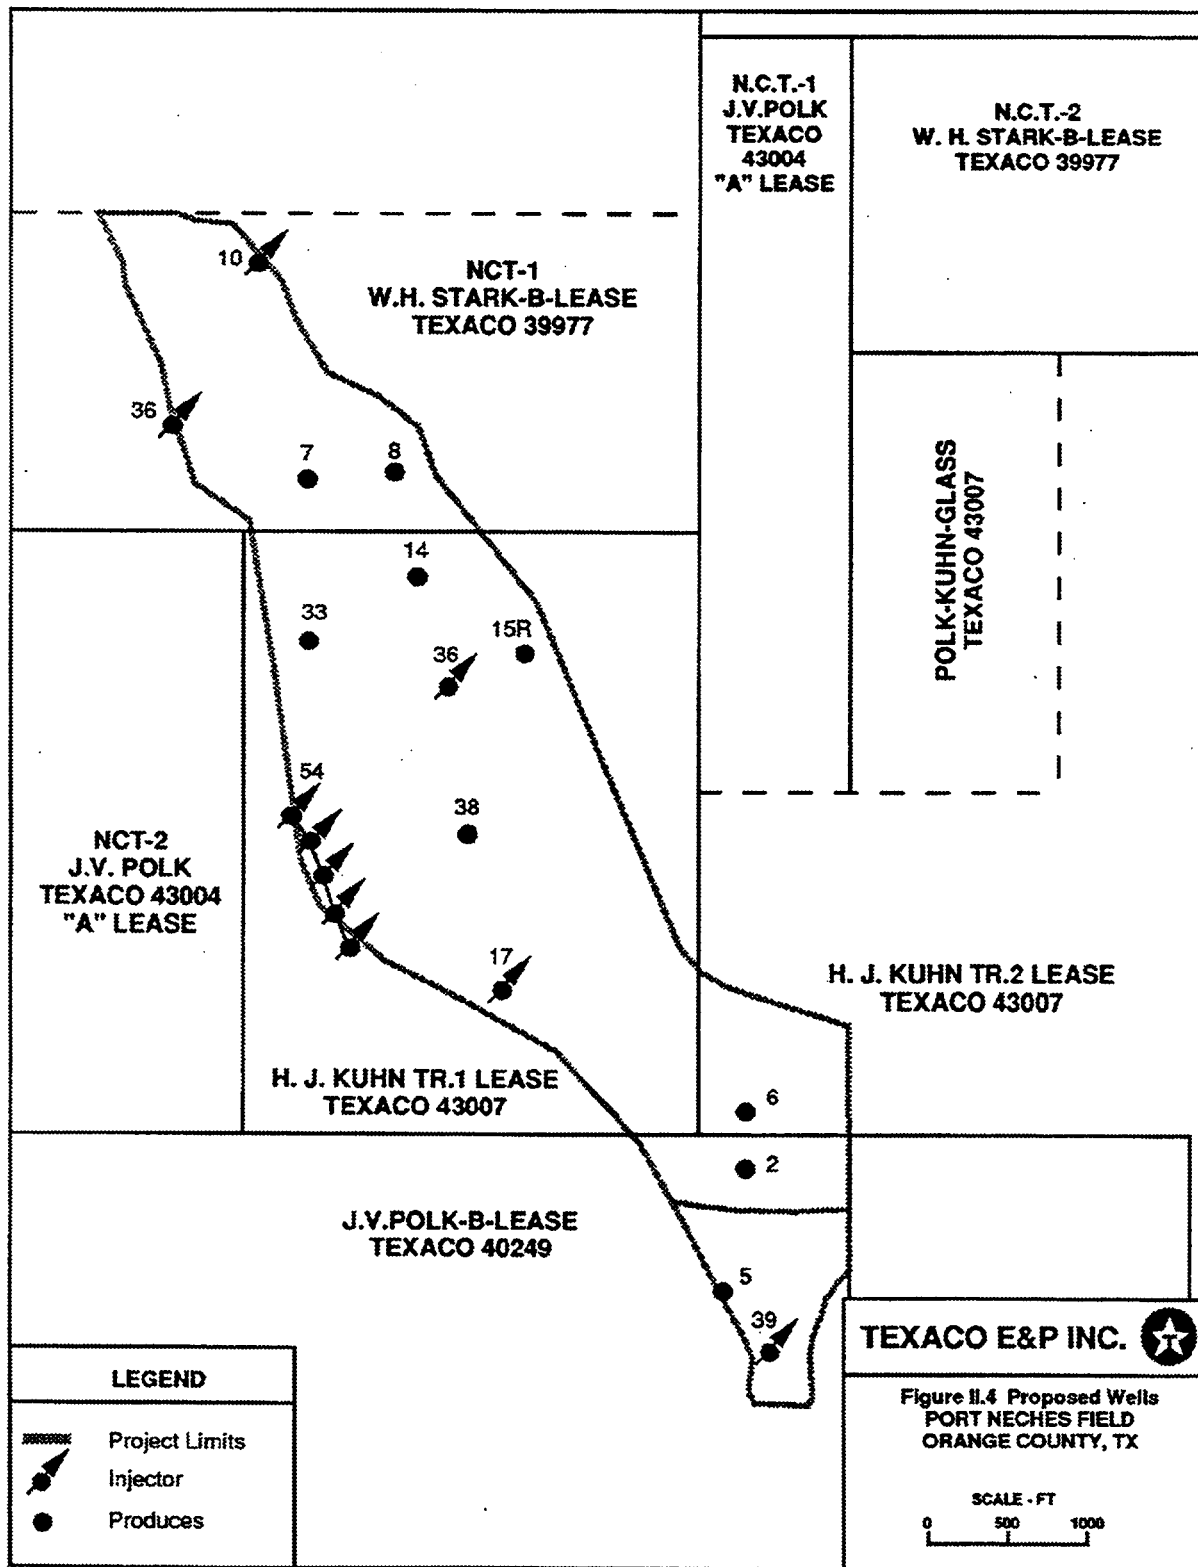 N.C.T.-1
J.V.POLK
TEXACO
43004
"A" LEASE
N.C.T.-2
W. H. STARK-B-LEASE
TEXACO 39977
10
NCT-1
W.H. STARK-B-LEASE
TEXACO 39977
36
7
8
POLK-KUHN-GLASS
TEXACO 43007
14
33
15R
36
54
38
NCT-2
J.V. POLK
TEXACO 43004
"A" LEASE
17
H. J. KUHN TR.2 LEASE
TEXACO 43007
H. J. KUHN TR.1 LEASE
TEXACO 43007
6
2
J.V.POLK-B-LEASE
TEXACO 40249
5
39
TEXACO E&P INC.
T
Figure II.4 Proposed Wells
PORT NECHES FIELD
ORANGE COUNTY, TX
SCALE - FT
0 500 1000
LEGEND
Project Limits
Injector
Produces